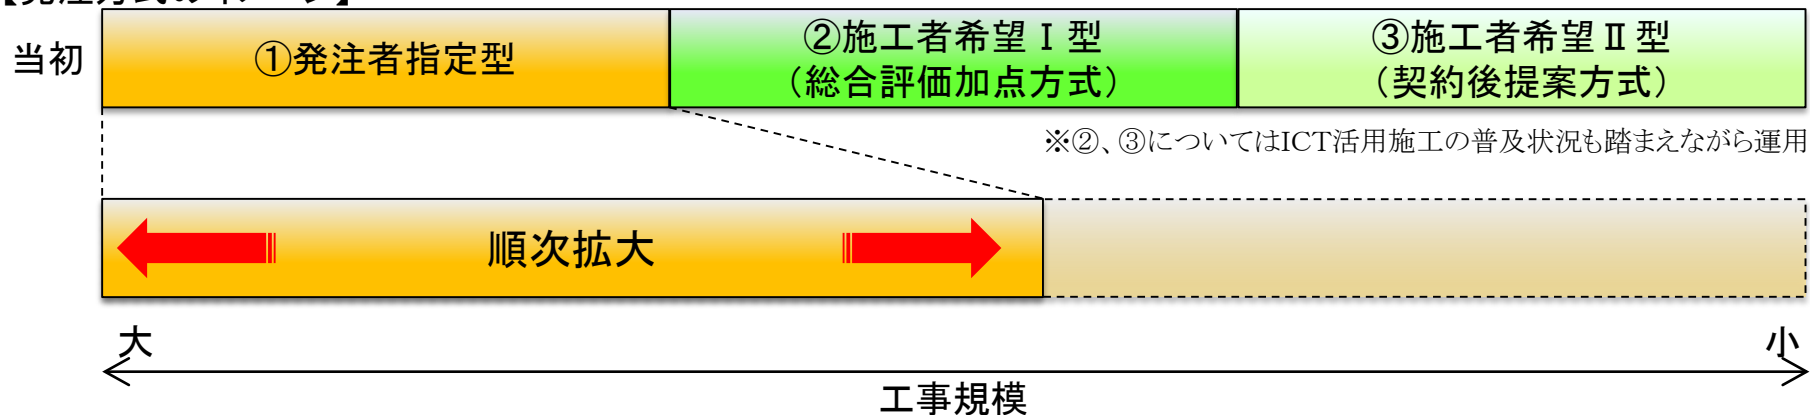 当初
①発注者指定型
②施工者希望Ⅰ型
(総合評価加点方式)
③施工者希望Ⅱ型
(契約後提案方式)
※②、③についてはICT活用施工の普及状況も踏まえながら運用
順次拡大
大
小
工事規模